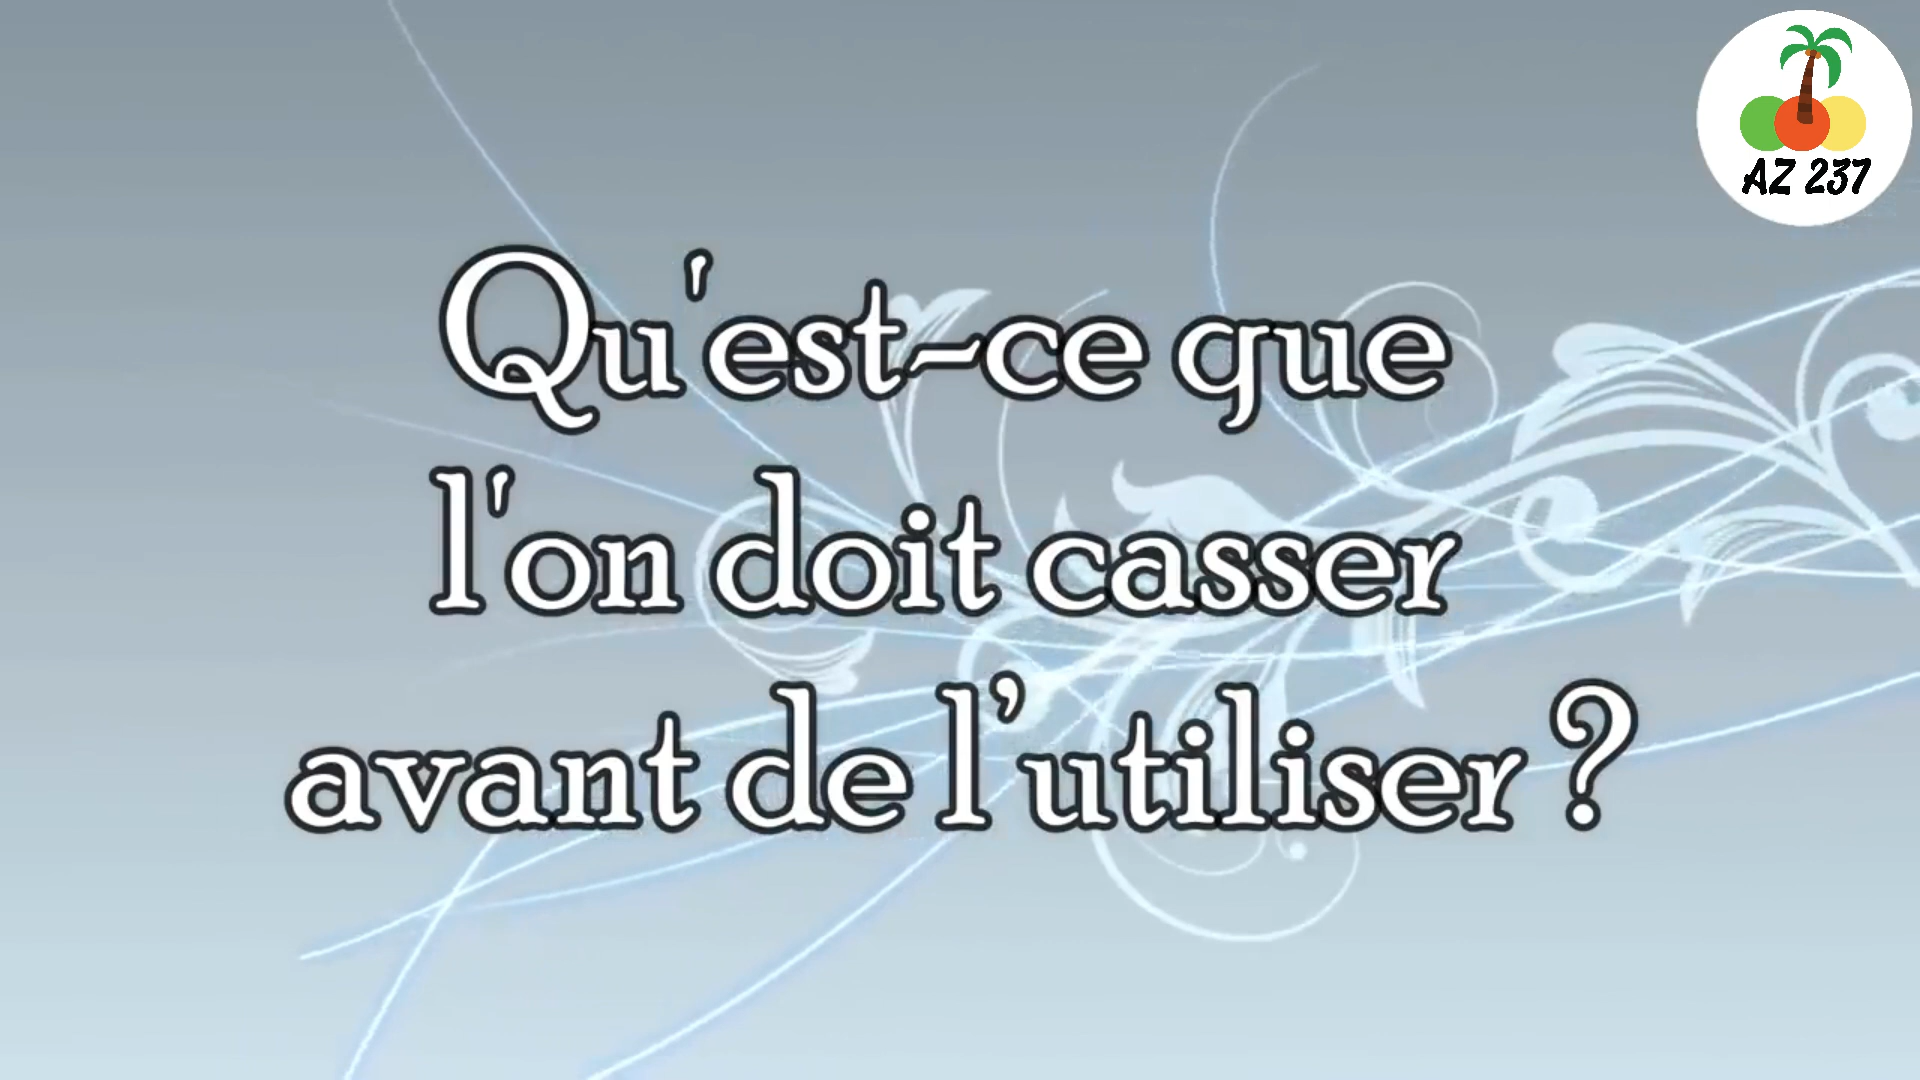 AZ 237
Qu'est-ce que
l'on doit casser
avant de l’utiliser ?